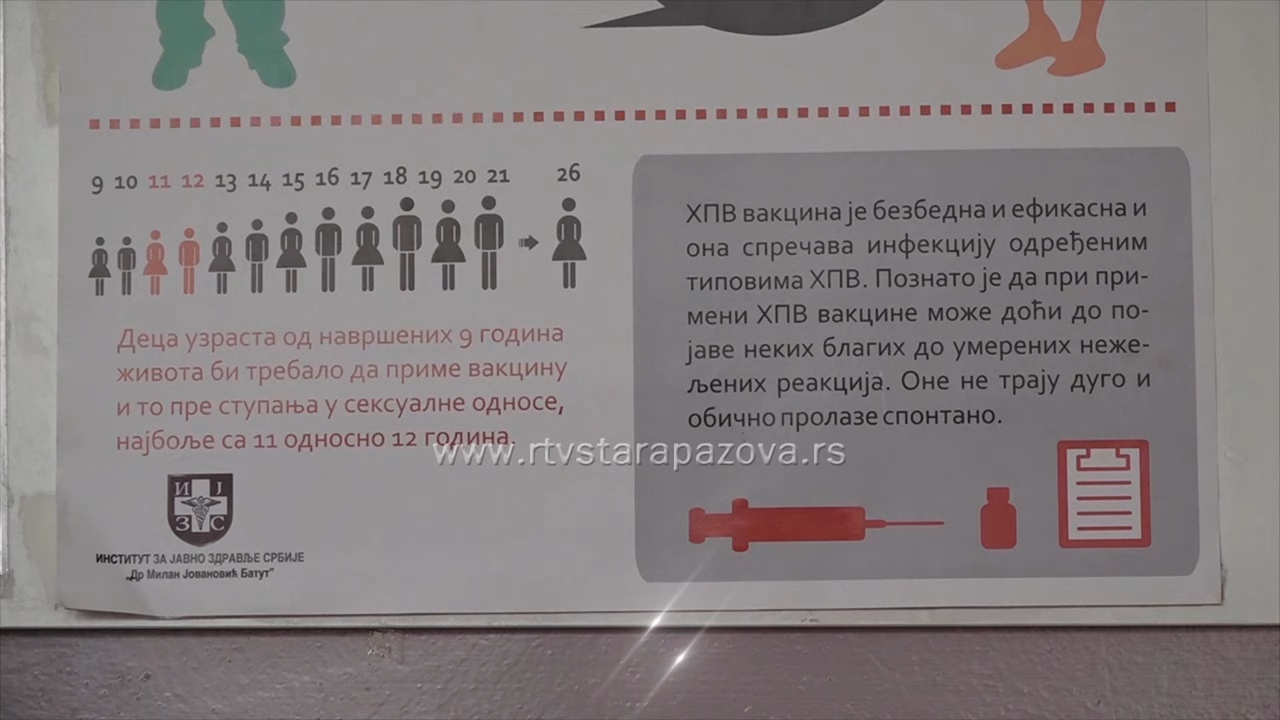 9 10 11 12 13 14 15 16 17 18 19 20 21 26
Деца узраста од навршених 9 година
живота би требало да приме вакцину
и то пре ступања у сексуалне односе,
најбоље са 11 односно 12 година.
ИЈ
ЗС
ИНСТИТУТ ЗА ЈАВНО ЗДРАВЉЕ СРБИЈЕ
„Др Милан Јовановић Батут"
ХПВ вакцина је безбедна и ефикасна и
она спречава инфекцију одређеним
типовима ХПВ. Познато је да при при-
мени ХПВ вакцине може доћи до по-
јаве неких благих до умерених неже-
љених реакција. Оне не трају дуго и
обично пролазе спонтано.
www.rtvstarapazova.rs